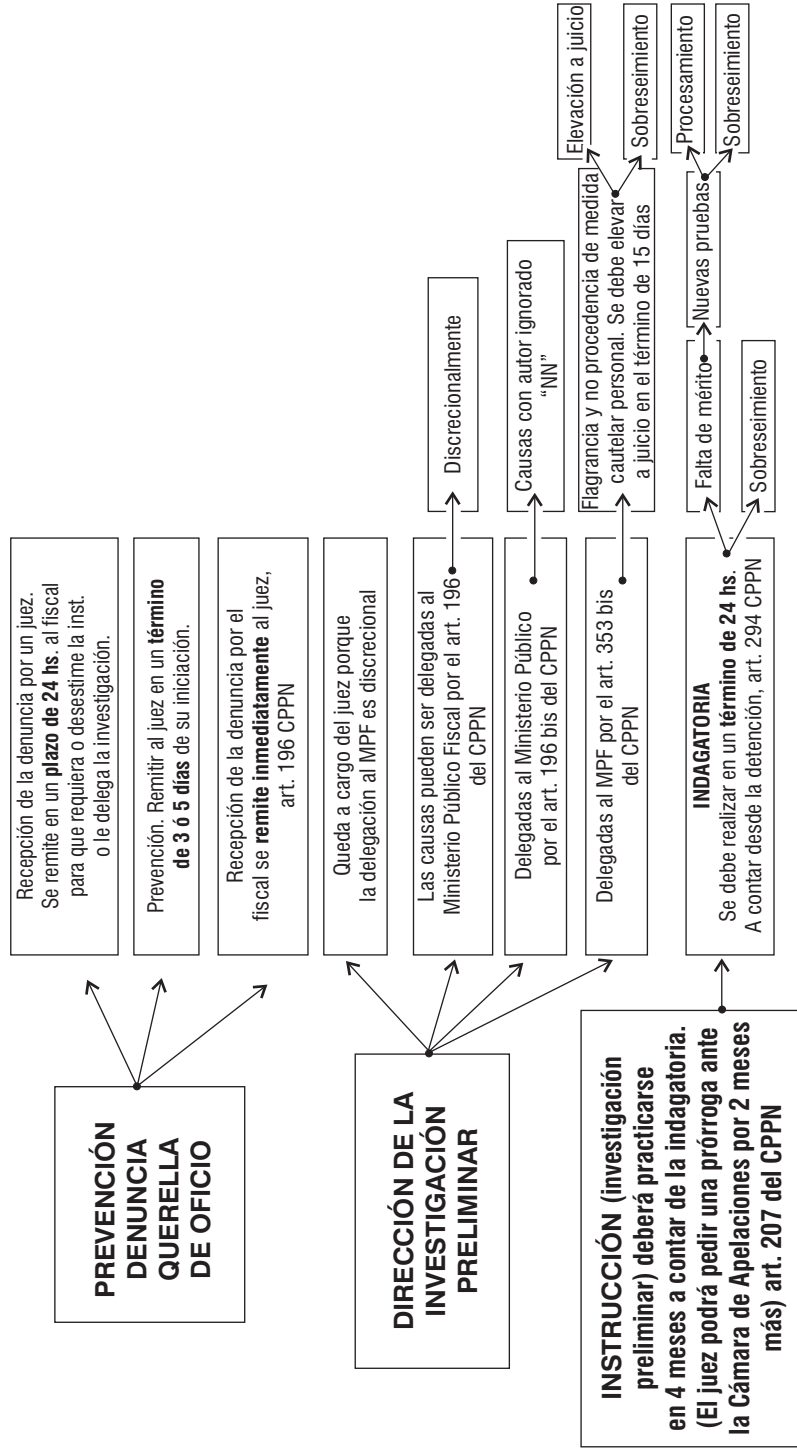 PREVENCIÓN
DENUNCIA
QUERELLA
DE OFICIO
Recepción de la denuncia por un juez.
Se remite en un plazo de 24 hs. al fiscal
para que requiera o desestime la inst.
o le delega la investigación.
Prevención. Remitir al juez en un término
de 3 ó 5 días de su iniciación.
Recepción de la denuncia por el
fiscal se remite inmediatamente al juez,
art. 196 CPPN
DIRECCIÓN DE LA
INVESTIGACIÓN
PRELIMINAR
Queda a cargo del juez porque
la delegación al MPF es discrecional
Las causas pueden ser delegadas al
Ministerio Público Fiscal por el art. 196
del CPPN
Discrecionalmente
Delegadas al Ministerio Público
por el art. 196 bis del CPPN
Causas con autor ignorado
“NN”
Delegadas al MPF por el art. 353 bis
del CPPN
Flagrancia y no procedencia de medida
cautelar personal. Se debe elevar
a juicio en el término de 15 días
Elevación a juicio
Sobreseimiento
INSTRUCCIÓN (investigación
preliminar) deberá practicarse
en 4 meses a contar de la indagatoria.
(El juez podrá pedir una prórroga ante
la Cámara de Apelaciones por 2 meses
más) art. 207 del CPPN
INDAGATORIA
Se debe realizar en un término de 24 hs.
A contar desde la detención, art. 294 CPPN
Falta de mérito
Sobreseimiento
Nuevas pruebas
Procesamiento
Sobreseimiento